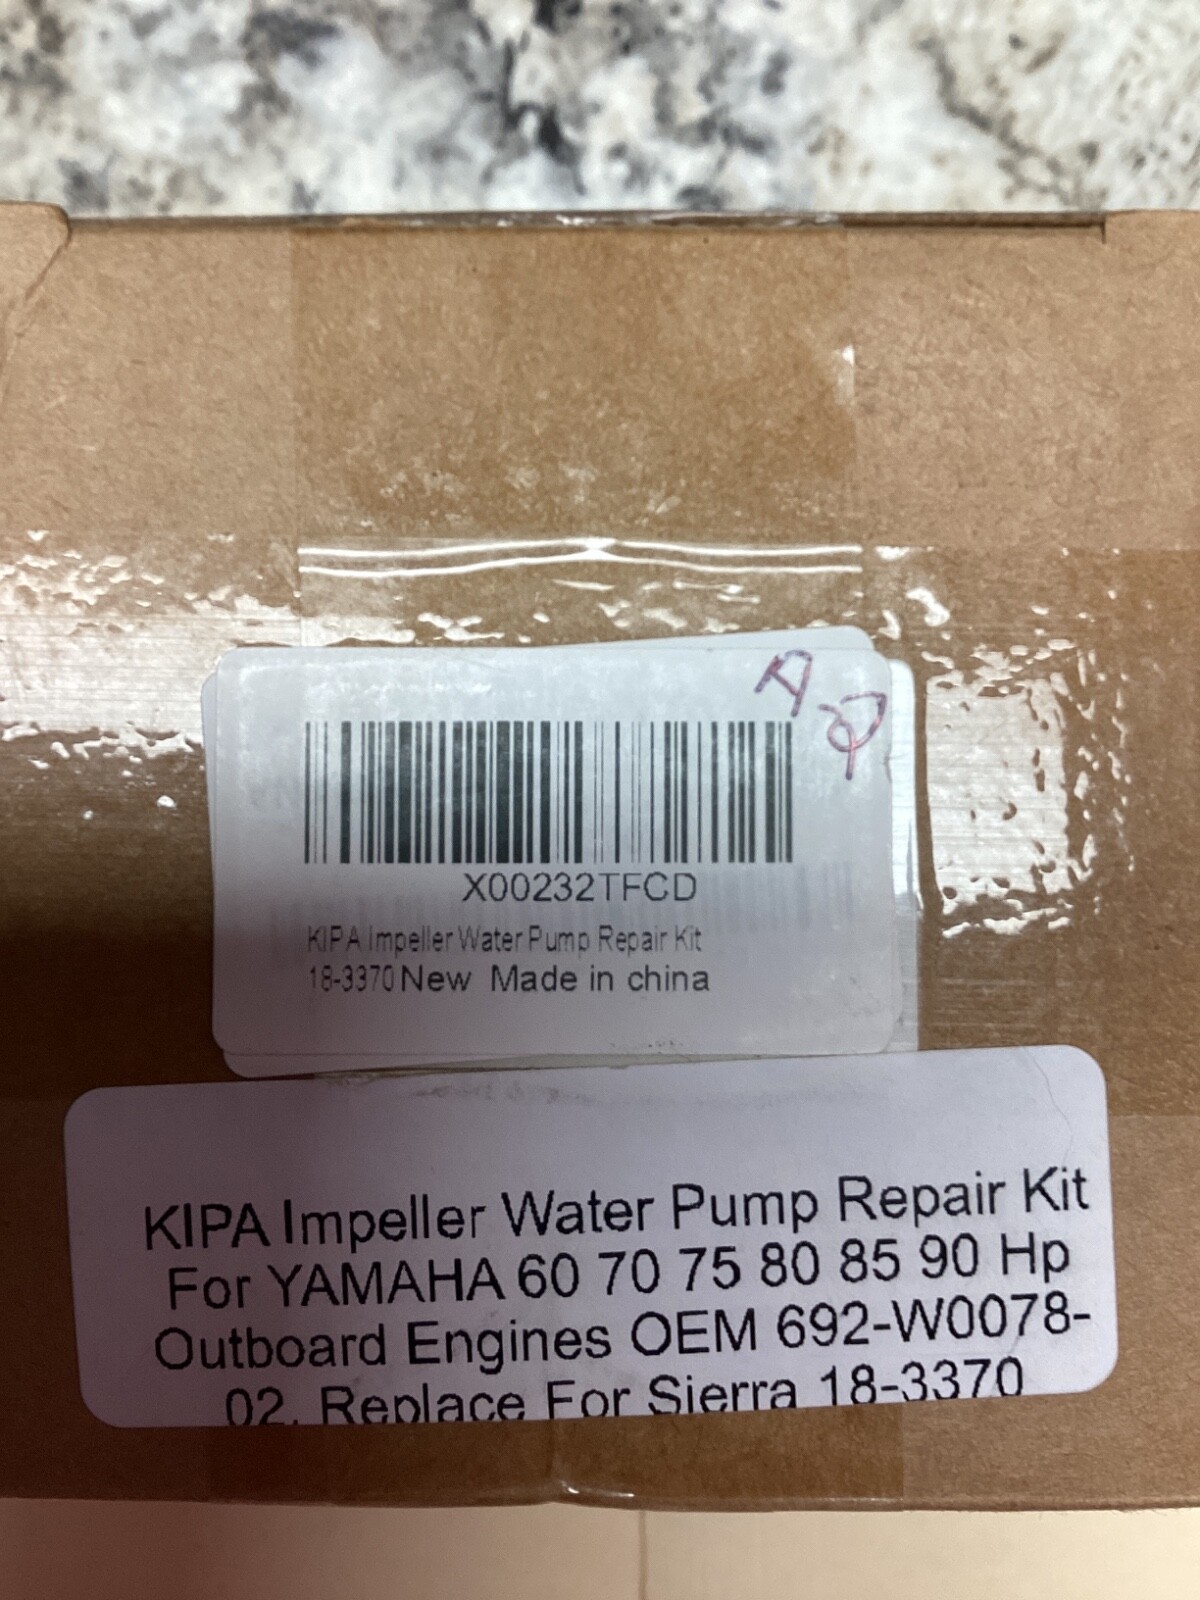 X00232TFCD
KIPA Impeller Water Pump Repair Kit
18-3370 New Made in china
KIPA Impeller Water Pump Repair Kit
For YAMAHA 60 70 75 80 85 90 Hp
Outboard Engines OEM 692-W0078-
02, Replace For Sierra 18-3370